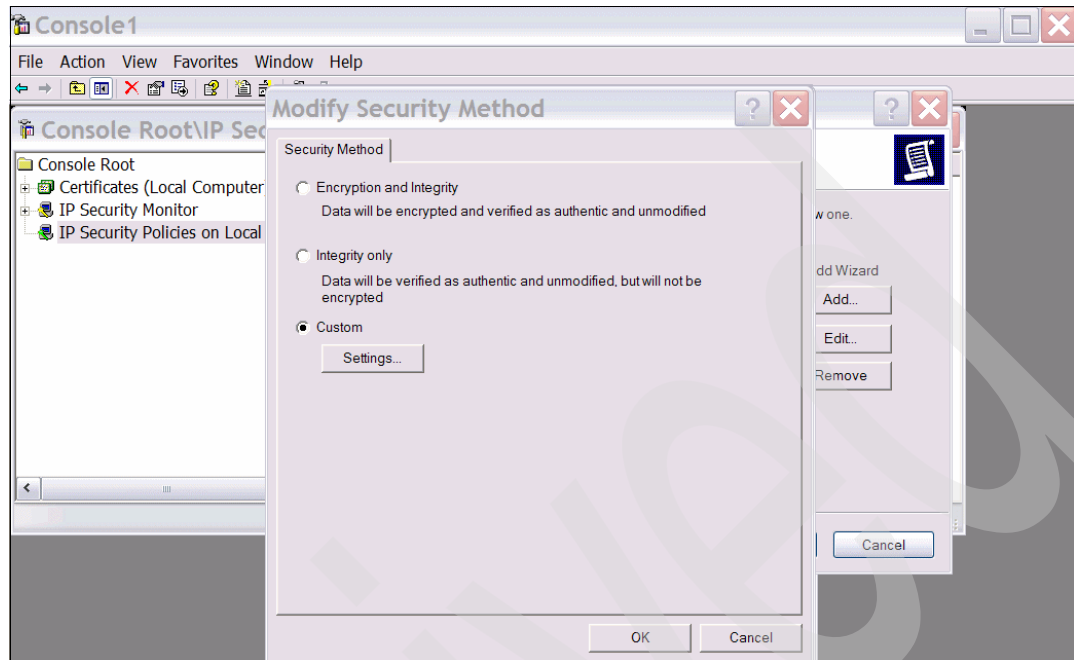 Console1
File Action View Favorites Window Help
Console Root\IP Sec
Console Root
Certificates (Local Computer
IP Security Monitor
IP Security Policies on Local
Modify Security Method
Security Method
Encryption and Integrity
Data will be encrypted and verified as authentic and unmodified
Integrity only
Data will be verified as authentic and unmodified, but will not be
encrypted
Custom
Settings...
OK Cancel
w one.
dd Wizard
Add...
Edit...
Remove
Cancel